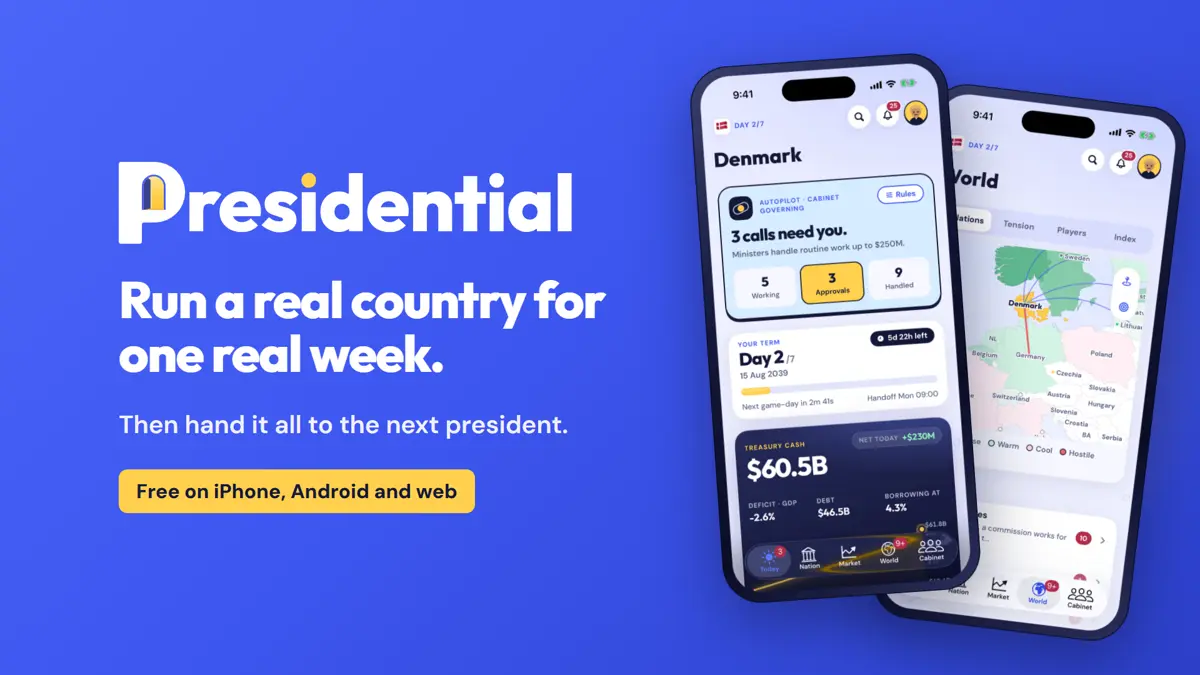 Presidential
Run a real country for
one real week.
Then hand it all to the next president.
Free on iPhone, Android and web
9:41
25
DAY 2/7
Denmark
AUTOPILOT · CABINET
GOVERNING
Rules
3 calls need you.
Ministers handle routine work up to $250M.
5
Working
3
Approvals
9
Handled
YOUR TERM
5d 22h left
Day 2 /7
15 Aug 2039
Next game-day in 2m 41s
Handoff Mon 09:00
TREASURY CASH
NET TODAY +$230M
$60.5B
DEFICIT · GDP
-2.6%
DEBT
$46.5B
BORROWING AT
4.3%
$61.8B
3
Today
Nation
Market
9+
World
Cabinet
9:41
DAY 2/7
25
World
Tension
Players
Index
Sweden
Denmark
Lithua
NL
Belgium
Germany
Poland
Czechia
Slovakia
Switzerland
Austria
Hungary
Slovenia
Croatia
BA
Serbia
Warm
Cool
Hostile
a commission works for
t...
10
Market
9+
World
Cabinet